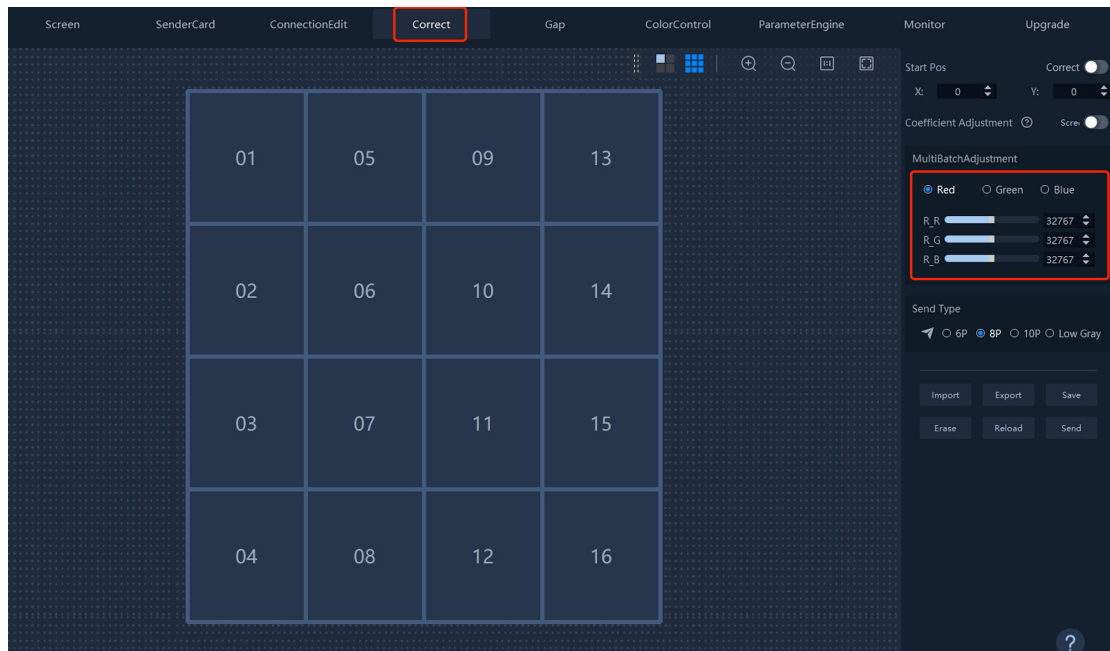 Screen SenderCard ConnectionEdit Correct Gap ColorControl ParameterEngine Monitor Upgrade
Start Pos Correct
X: 0 Y: 0
Coefficient Adjustment ? Scre
MultiBatchAdjustment
Red Green Blue
R_R 32767
R_G 32767
R_B 32767
Send Type
6P 8P 10P Low Gray
Import Export Save
Erase Reload Send
01 05 09 13
02 06 10 14
03 07 11 15
04 08 12 16
?